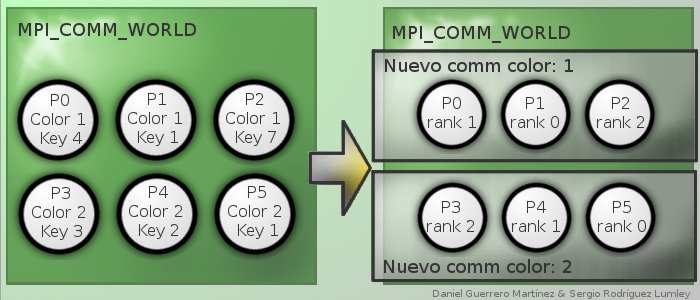 MPI_COMM_WORLD
P0
Color 1
Key 4
P1
Color 1
Key 1
P2
Color 1
Key 7
P3
Color 2
Key 3
P4
Color 2
Key 2
P5
Color 2
Key 1
MPI_COMM_WORLD
Nuevo comm color: 1
P0
rank 1
P1
rank 0
P2
rank 2
P3
rank 2
P4
rank 1
P5
rank 0
Nuevo comm color: 2
Daniel Guerrero Martínez & Sergio Rodríguez Lumley